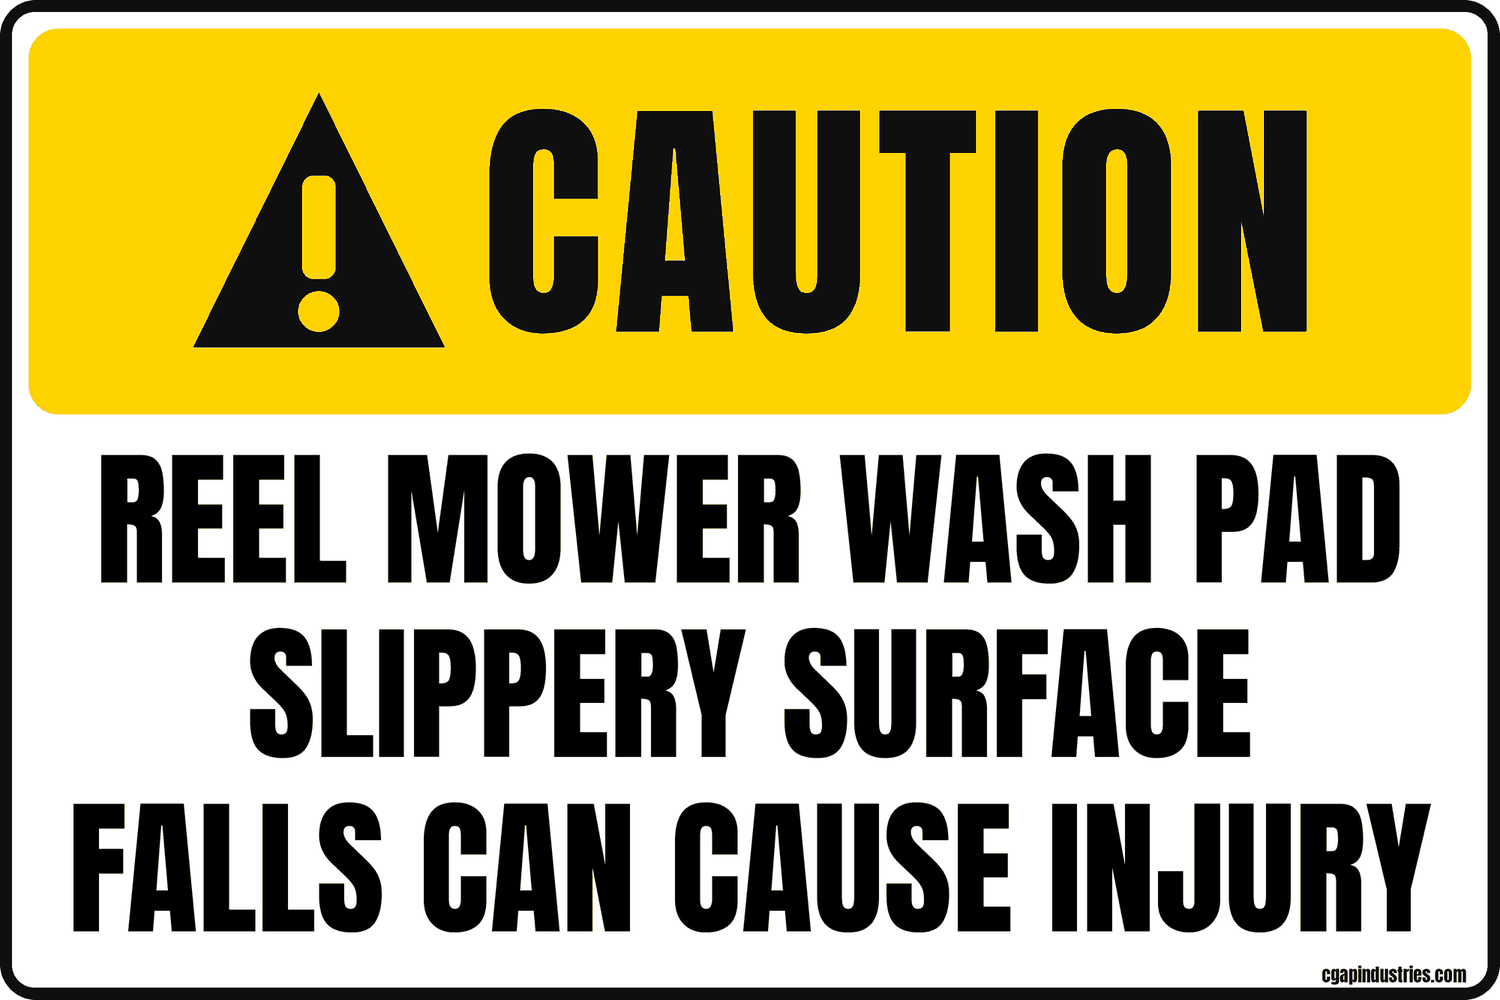 CAUTION
REEL MOWER WASH PAD
SLIPPERY SURFACE
FALLS CAN CAUSE INJURY
cgapindustries.com